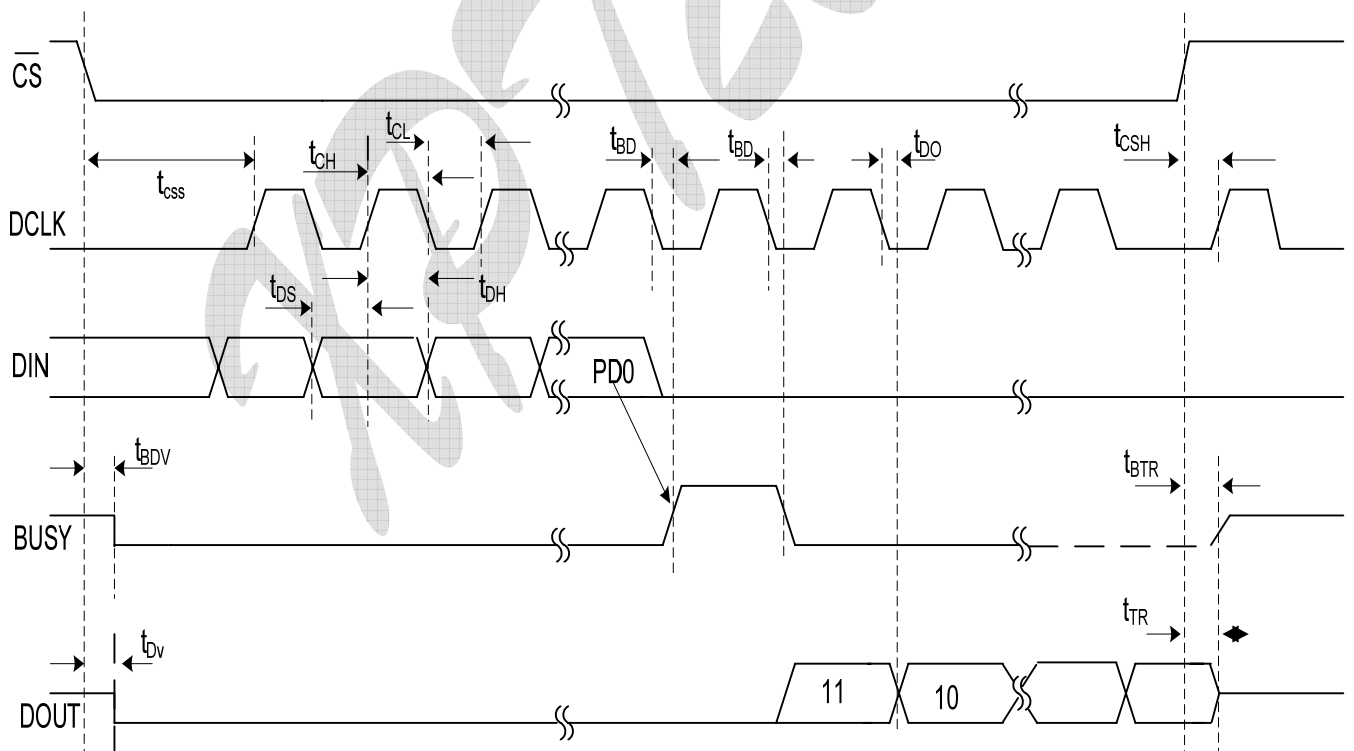 CS
tCL
tCH
tBD
tBD
tDO
tCSH
tcss
DCLK
tDS
tDH
DIN
PD0
tBDV
tBTR
BUSY
tTR
tDv
11
10
DOUT